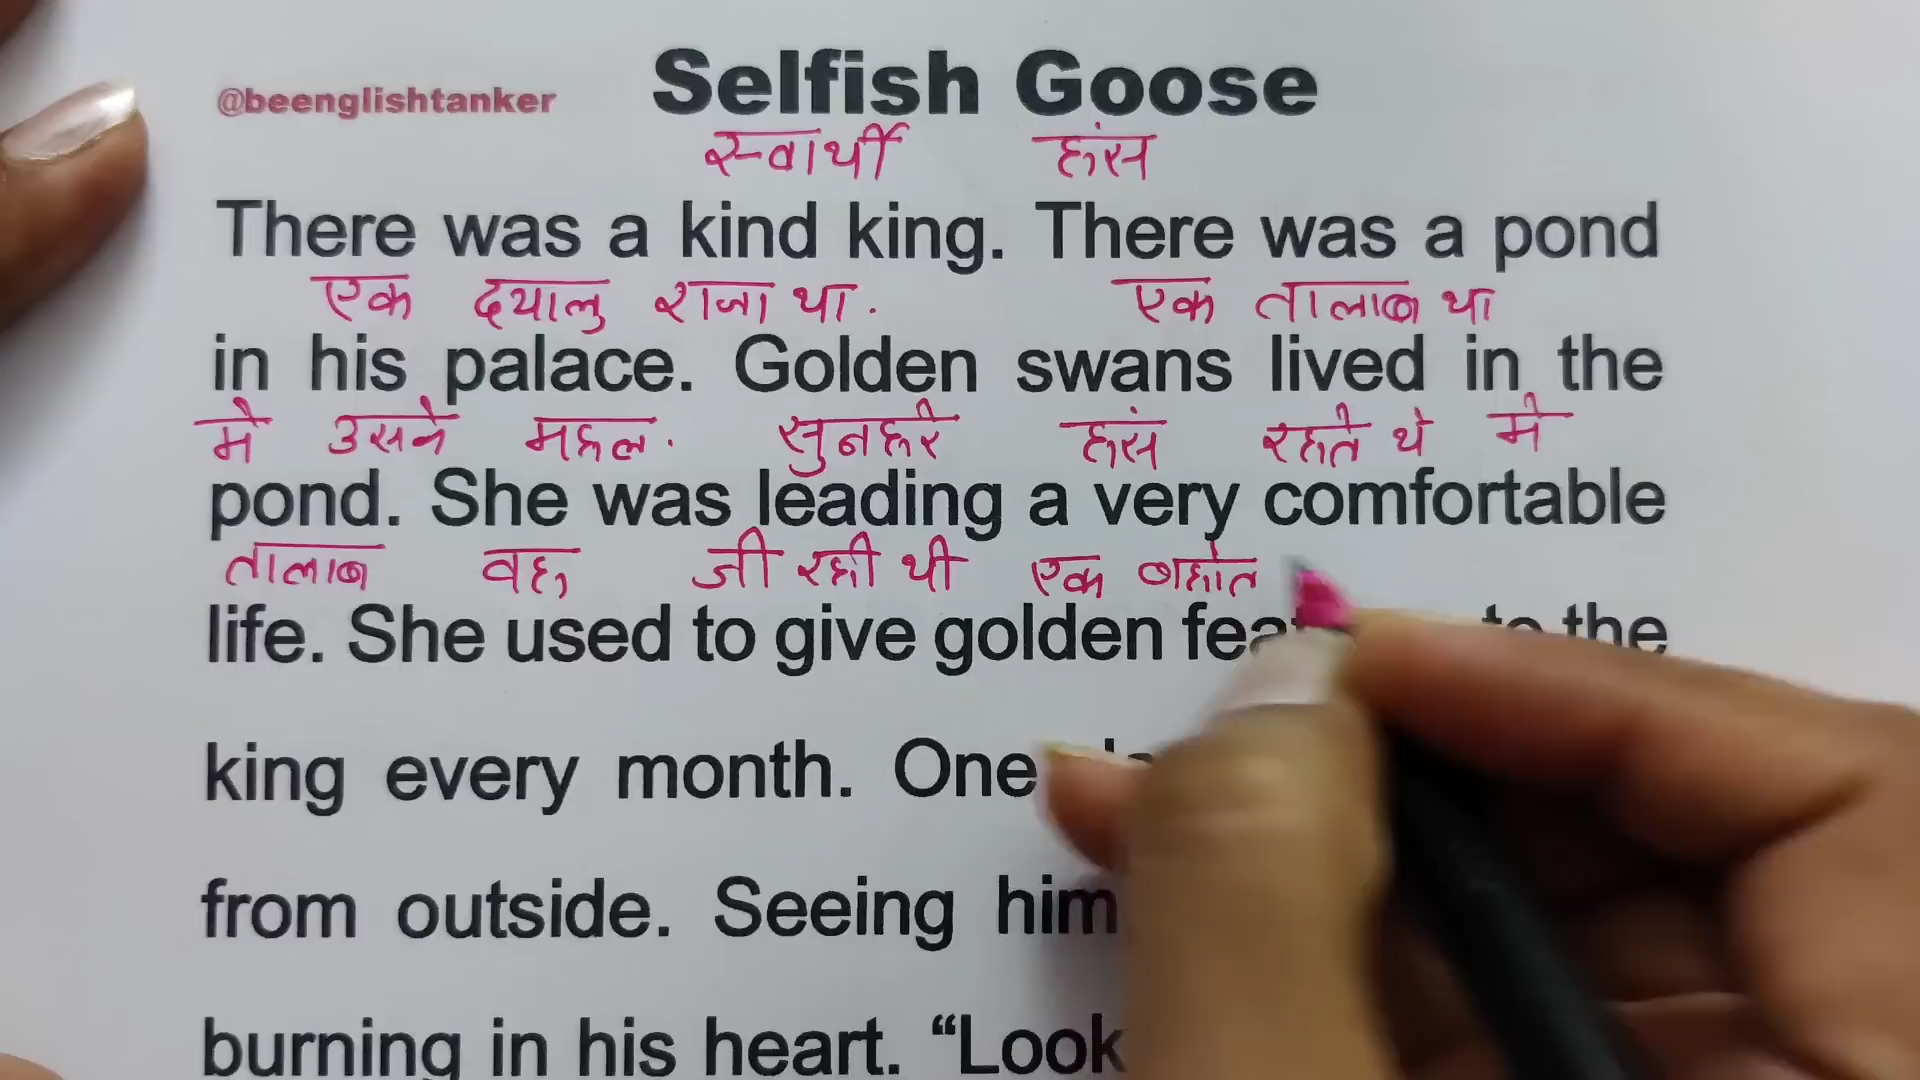 @beenglishtanker Selfish Goose
स्वार्थी हंस
There was a kind king. There was a pond
एक दयालु राजा था. एक तालाब था
in his palace. Golden swans lived in the
मे उसके महल. सुनहरे हंस रहते थे मे
pond. She was leading a very comfortable
तालाब वह जी रही थी एक बहोत
life. She used to give golden to the
king every month. One
from outside. Seeing him
burning in his heart. “Look